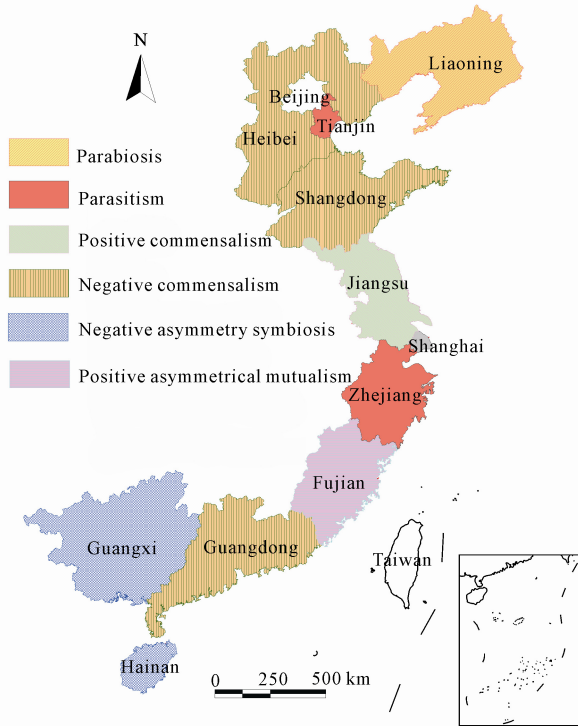 N
Liaoning
Beijing
Tianjin
Heibei
Shangdong
Jiangsu
Shanghai
Zhejiang
Fujian
Guangxi
Guangdong
Taiwan
Hainan
Parabiosis
Parasitism
Positive commensalism
Negative commensalism
Negative asymmetry symbiosis
Positive asymmetrical mutualism
0 250 500 km